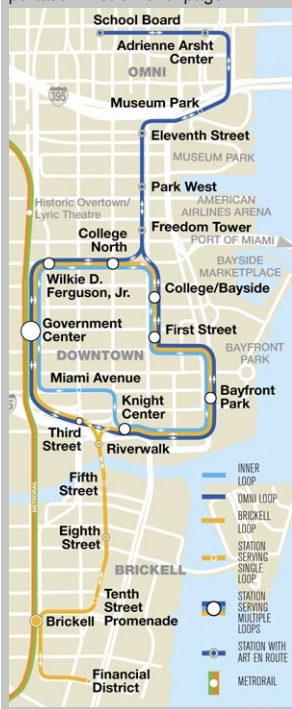 School Board
Adrienne Arsht
Center
OMNI
395
Museum Park
Eleventh Street
MUSEUM PARK
Park West
Historic Overtown/
Lyric Theatre
AMERICAN
AIRLINES ARENA
College
North
Freedom Tower
PORT OF MIAMI
BAYSIDE
MARKETPLACE
Wilkie D.
Ferguson, Jr.
College/Bayside
Government
Center
First Street
DOWNTOWN
BAYFRONT
PARK
Miami Avenue
Knight
Center
Bayfront
Park
Third
Street
Riverwalk
Fifth
Street
METRORAIL
Eighth
Street
BRICKELL
Tenth
Street
Promenade
Brickell
Financial
District
INNER
LOOP
OMNI LOOP
BRICKELL
LOOP
STATION
SERVING
SINGLE
LOOP
STATION
SERVING
MULTIPLE
LOOPS
STATION WITH
ART EN ROUTE
METRORAIL